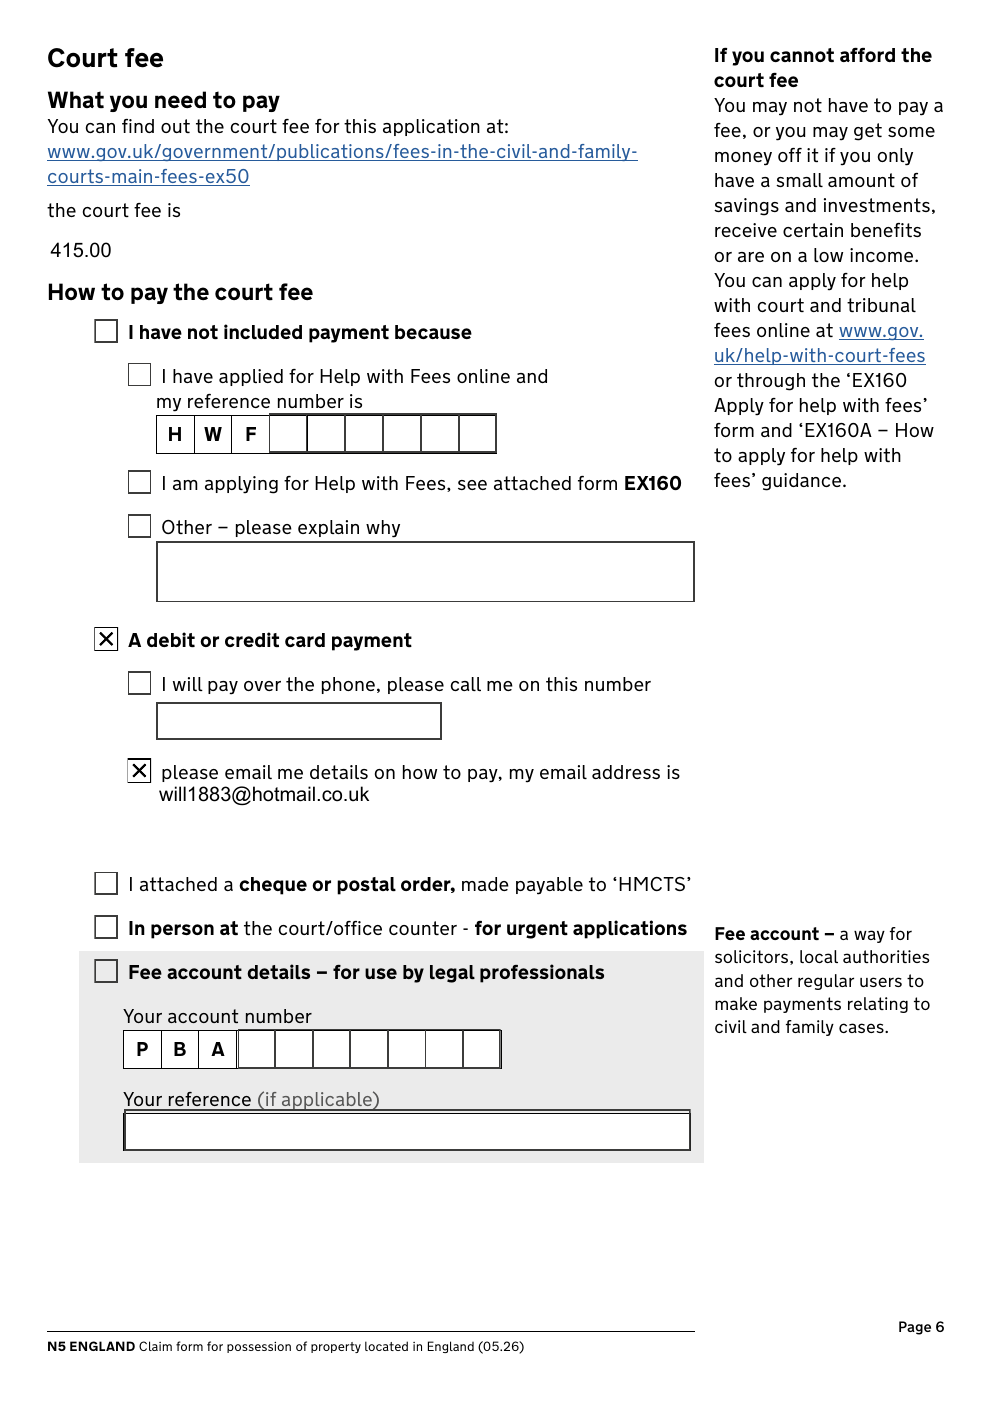 Court fee
What you need to pay
You can find out the court fee for this application at:
www.gov.uk/government/publications/fees-in-the-civil-and-family-
courts-main-fees-ex50
the court fee is
415.00
How to pay the court fee
I have not included payment because
I have applied for Help with Fees online and
my reference number is
H W F
I am applying for Help with Fees, see attached form EX160
Other – please explain why
A debit or credit card payment
I will pay over the phone, please call me on this number
please email me details on how to pay, my email address is
will1883@hotmail.co.uk
I attached a cheque or postal order, made payable to ‘HMCTS’
In person at the court/office counter - for urgent applications
Fee account details – for use by legal professionals
Your account number
P B A
Your reference (if applicable)
If you cannot afford the
court fee
You may not have to pay a
fee, or you may get some
money off it if you only
have a small amount of
savings and investments,
receive certain benefits
or are on a low income.
You can apply for help
with court and tribunal
fees online at www.gov.
uk/help-with-court-fees
or through the ‘EX160
Apply for help with fees’
form and ‘EX160A – How
to apply for help with
fees’ guidance.
Fee account – a way for
solicitors, local authorities
and other regular users to
make payments relating to
civil and family cases.
Page 6
N5 ENGLAND Claim form for possession of property located in England (05.26)